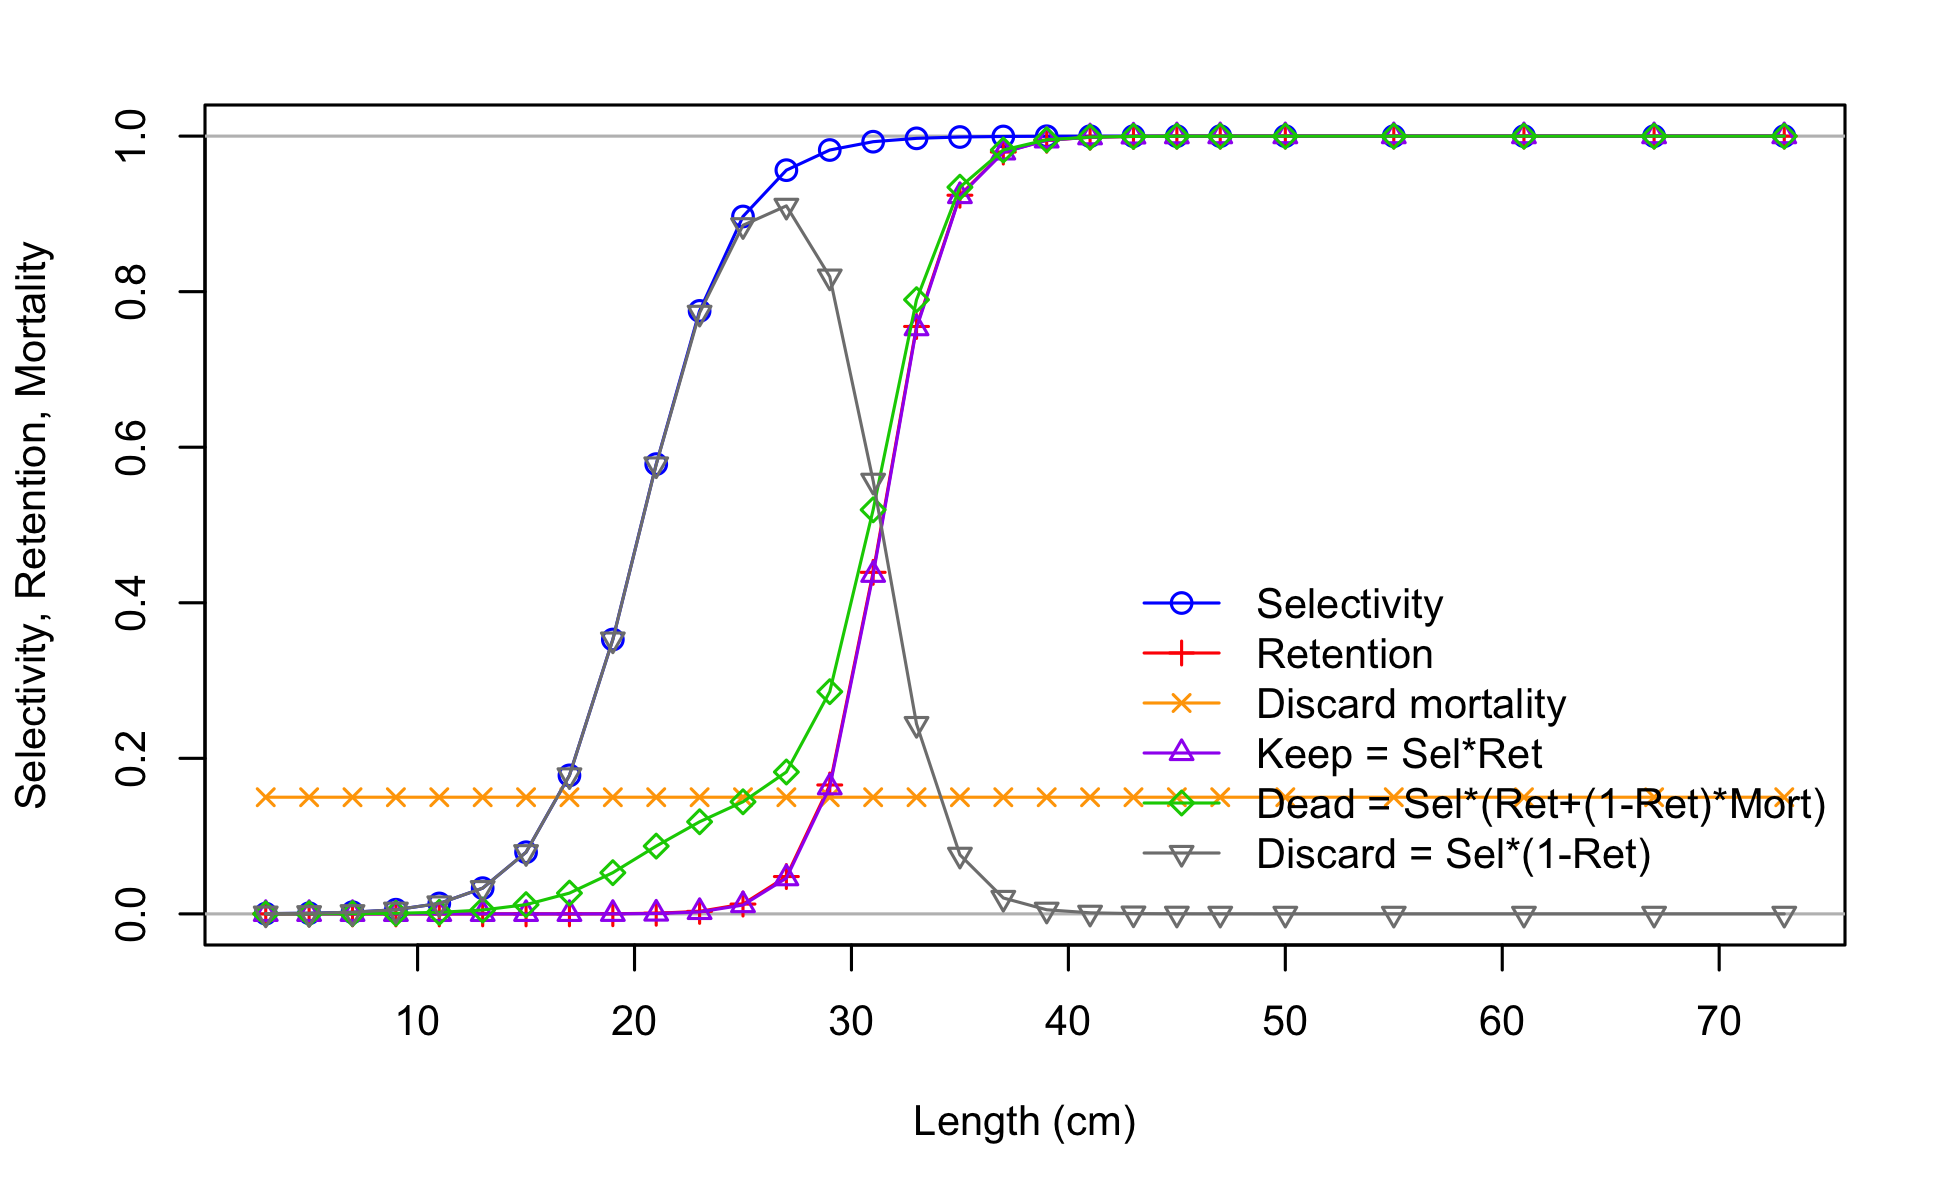 Selectivity, Retention, Mortality
1.0
0.8
0.6
0.4
0.2
0.0
Selectivity
Retention
Discard mortality
Keep = Sel*Ret
Dead = Sel*(Ret+(1-Ret)*Mort)
Discard = Sel*(1-Ret)
10 20 30 40 50 60 70
Length (cm)